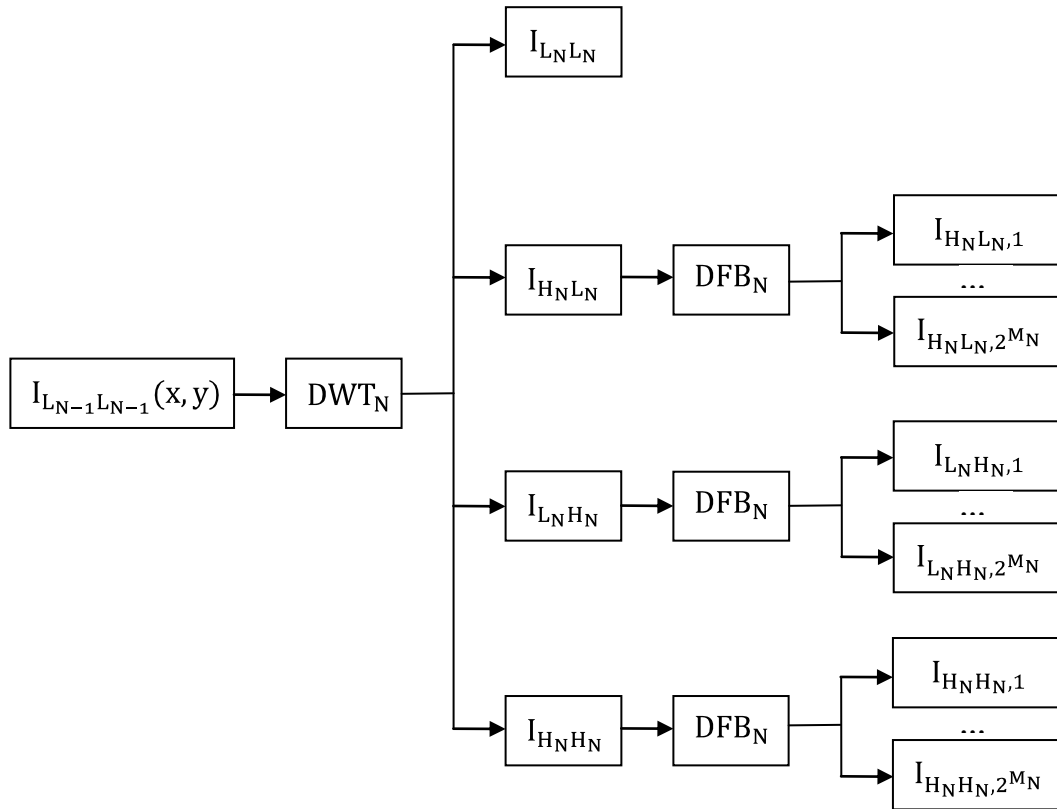 I_{L_N L_N}
I_{H_N L_N,1}
I_{H_N L_N} DFB_N
...
I_{H_N L_N,2^{M_N}}
I_{L_{N−1} L_{N−1}}(x, y) DWT_N
I_{L_N H_N,1}
I_{L_N H_N} DFB_N
...
I_{L_N H_N,2^{M_N}}
I_{H_N H_N,1}
I_{H_N H_N} DFB_N
...
I_{H_N H_N,2^{M_N}}